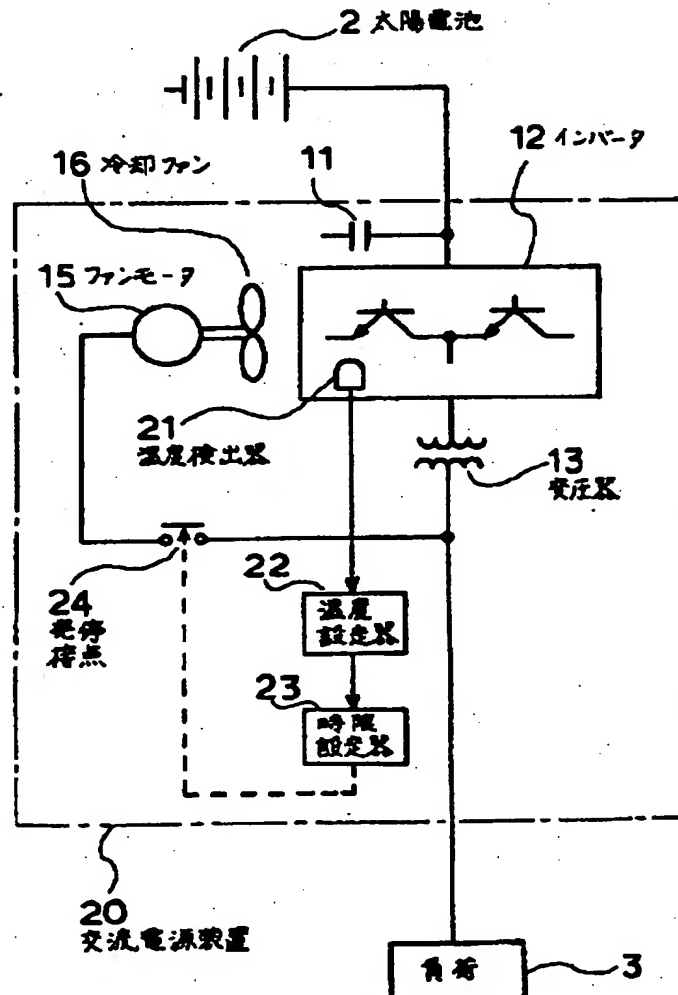 2 太陽電池
12 インバータ
16 冷却ファン
11
15 ファンモータ
21
温度検出器
13
変圧器
24
発停
接点
22
温度
設定器
23
時限
設定器
20
交流電源装置
負荷
3